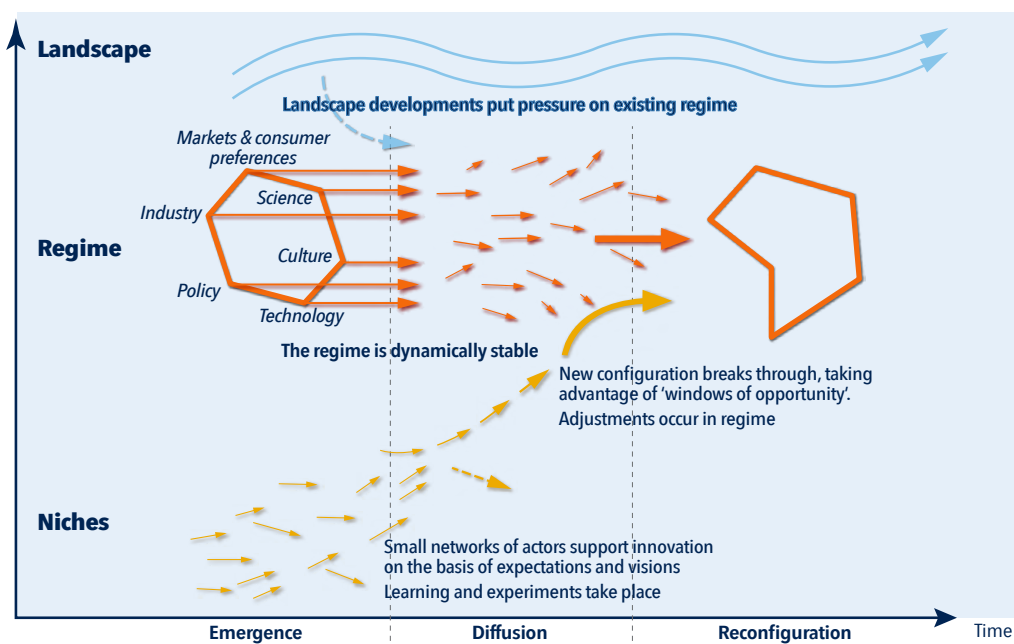 Landscape
Landscape developments put pressure on existing regime
Markets & consumer
preferences
Science
Industry
Regime
Culture
Policy
Technology
The regime is dynamically stable
New configuration breaks through, taking
advantage of ‘windows of opportunity’.
Adjustments occur in regime
Niches
Small networks of actors support innovation
on the basis of expectations and visions
Learning and experiments take place
Emergence
Diffusion
Reconfiguration
Time